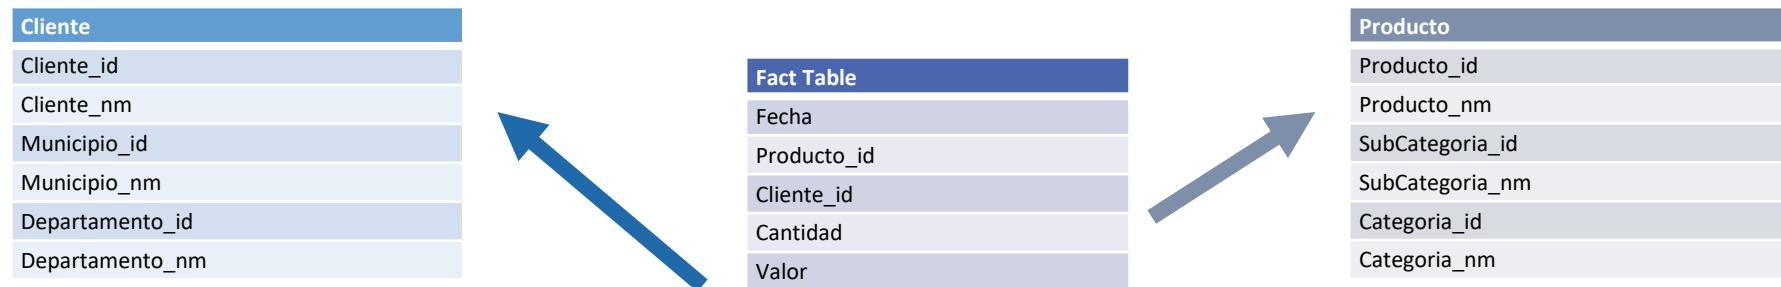 Cliente
Cliente_id
Cliente_nm
Municipio_id
Municipio_nm
Departamento_id
Departamento_nm
Fact Table
Fecha
Producto_id
Cliente_id
Cantidad
Valor
Producto
Producto_id
Producto_nm
SubCategoria_id
SubCategoria_nm
Categoria_id
Categoria_nm